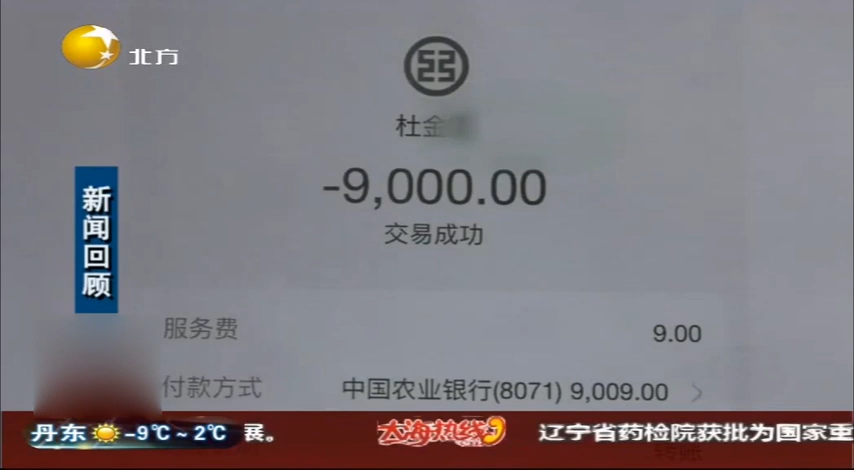 北方
杜金
-9,000.00
交易成功
新闻回顾
服务费 9.00
付款方式 中国农业银行(8071) 9,009.00
丹东 -9℃~2℃ 展。 大海热线 辽宁省药检院获批为国家重
转账